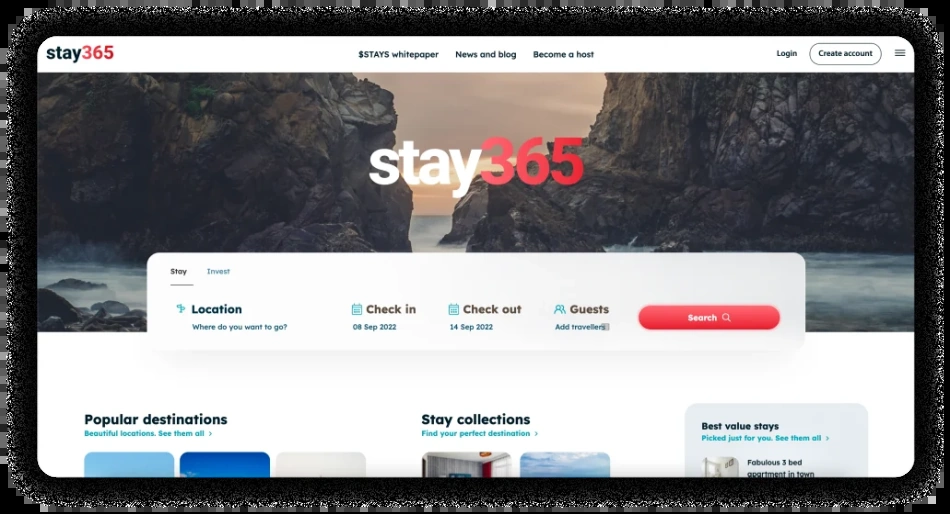 stay365
$STAYS whitepaper
News and blog
Become a host
Login
Create account
stay365
Stay
Invest
Location
Check in
Check out
Guests
Where do you want to go?
08 Sep 2022
14 Sep 2022
Add travellers
Search
Popular destinations
Beautiful locations. See them all >
Stay collections
Find your perfect destination >
Best value stays
Picked just for you. See them all >
Fabulous 3 bed
apartment in town